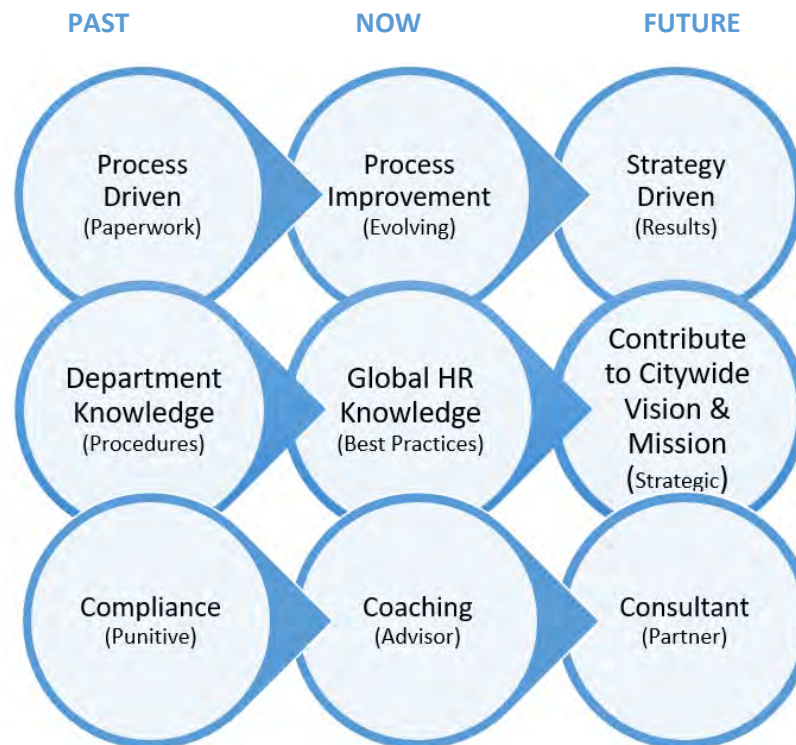 PAST NOW FUTURE
Process
Driven
(Paperwork)
Process
Improvement
(Evolving)
Strategy
Driven
(Results)
Department
Knowledge
(Procedures)
Global HR
Knowledge
(Best Practices)
Contribute
to Citywide
Vision &
Mission
(Strategic)
Compliance
(Punitive)
Coaching
(Advisor)
Consultant
(Partner)